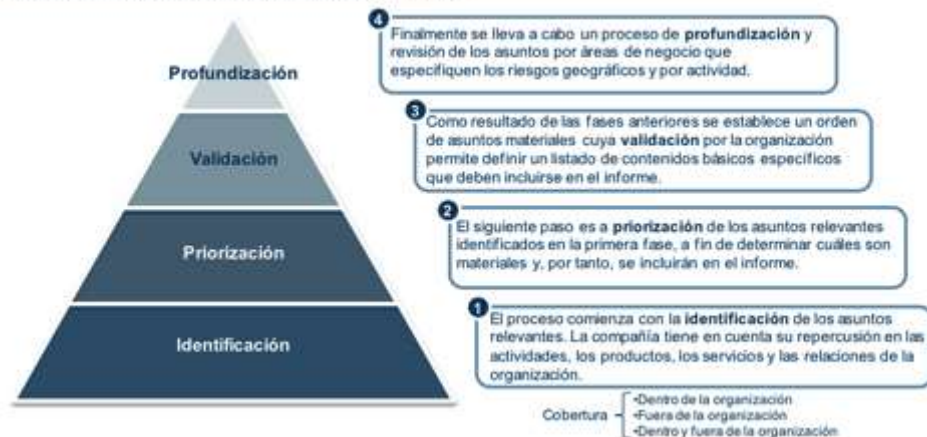 Profundización
Validación
Priorización
Identificación
4
Finalmente se lleva a cabo un proceso de profundización y
revisión de los asuntos por áreas de negocio que
especifiquen los riesgos geográficos y por actividad.
3
Como resultado de las fases anteriores se establece un orden
de asuntos materiales cuya validación por la organización
permite definir un listado de contenidos básicos específicos
que deben incluirse en el informe.
2
El siguiente paso es a priorización de los asuntos relevantes
identificados en la primera fase, a fin de determinar cuáles son
materiales y, por tanto, se incluirán en el informe.
1
El proceso comienza con la identificación de los asuntos
relevantes. La compañía tiene en cuenta su repercusión en las
actividades, los productos, los servicios y las relaciones de la
organización.
Cobertura
•Dentro de la organización
•Fuera de la organización
•Dentro y fuera de la organización